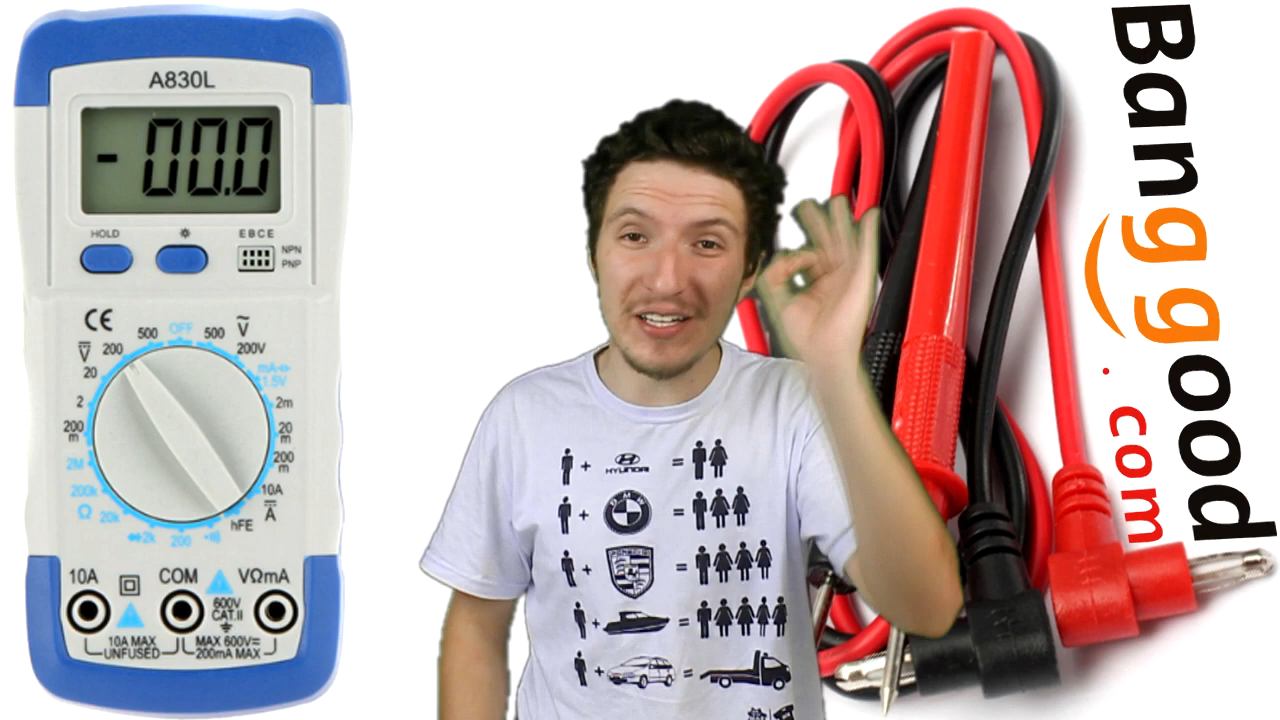 A830L
- 00.0
HOLD
E B C E
NPN
PNP
CE
500
OFF
500
Ṽ
V
200
200V
20
mA
1.5V
2
2m
200
m
20
m
2M
200
m
200k
10A
Ω
A
20k
hFE
2k
200
10A
COM
VΩmA
600V
CAT.II
10A MAX
UNFUSED
MAX 600V
200mA MAX
HYUNDAI
+
=
BMW
+
=
PORSCHE
+
=
+
=
+
=
Banggood
.com